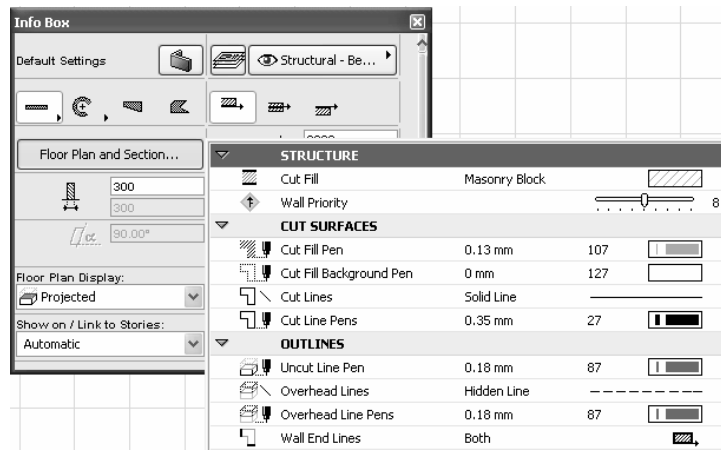 Info Box
Default Settings
Structural - Be...
Floor Plan and Section...
300
300
α
90.00°
Floor Plan Display:
Projected
Show on / Link to Stories:
Automatic
STRUCTURE
Cut Fill Masonry Block
Wall Priority 8
CUT SURFACES
Cut Fill Pen 0.13 mm 107
Cut Fill Background Pen 0 mm 127
Cut Lines Solid Line
Cut Line Pens 0.35 mm 27
OUTLINES
Uncut Line Pen 0.18 mm 87
Overhead Lines Hidden Line
Overhead Line Pens 0.18 mm 87
Wall End Lines Both